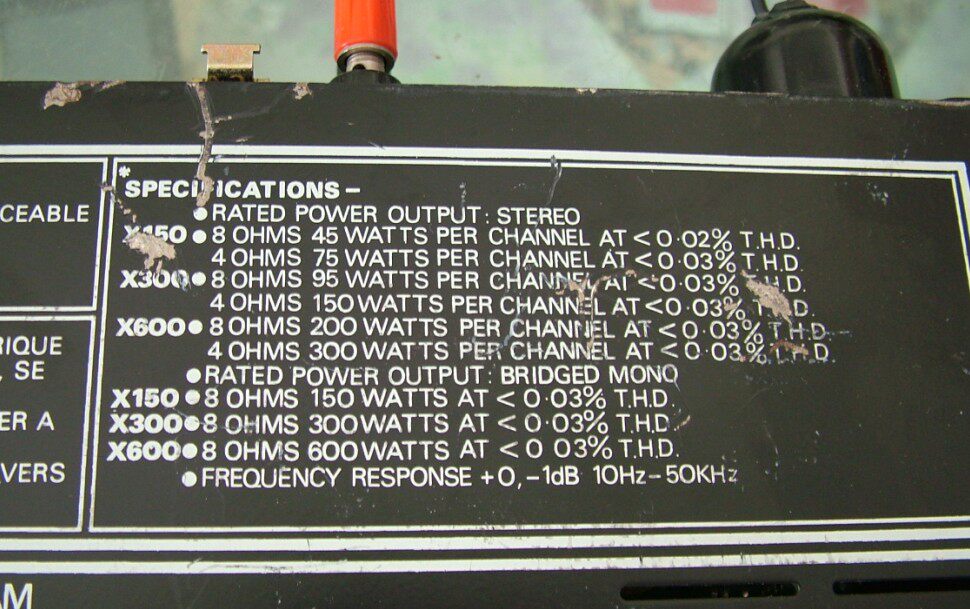 CEABLE
RIQUE
, SE
ER A
AVERS
*SPECIFICATIONS –
● RATED POWER OUTPUT: STEREO
X150 ● 8 OHMS 45 WATTS PER CHANNEL AT < 0·02% T.H.D.
4 OHMS 75 WATTS PER CHANNEL AT < 0·03% T.H.D.
X300 ● 8 OHMS 95 WATTS PER CHANNEL AT < 0·03% T.H.D.
4 OHMS 150 WATTS PER CHANNEL AT < 0·03% T.H.D.
X600 ● 8 OHMS 200 WATTS PER CHANNEL AT < 0·03% T.H.D.
4 OHMS 300 WATTS PER CHANNEL AT < 0·03% T.H.D.
● RATED POWER OUTPUT: BRIDGED MONO
X150 ● 8 OHMS 150 WATTS AT < 0·03% T.H.D.
X300 ● 8 OHMS 300 WATTS AT < 0 03% T.H.D.
X600 ● 8 OHMS 600 WATTS AT < 0 03% T.H.D.
● FREQUENCY RESPONSE +0, –1dB 10Hz – 50KHz
AM